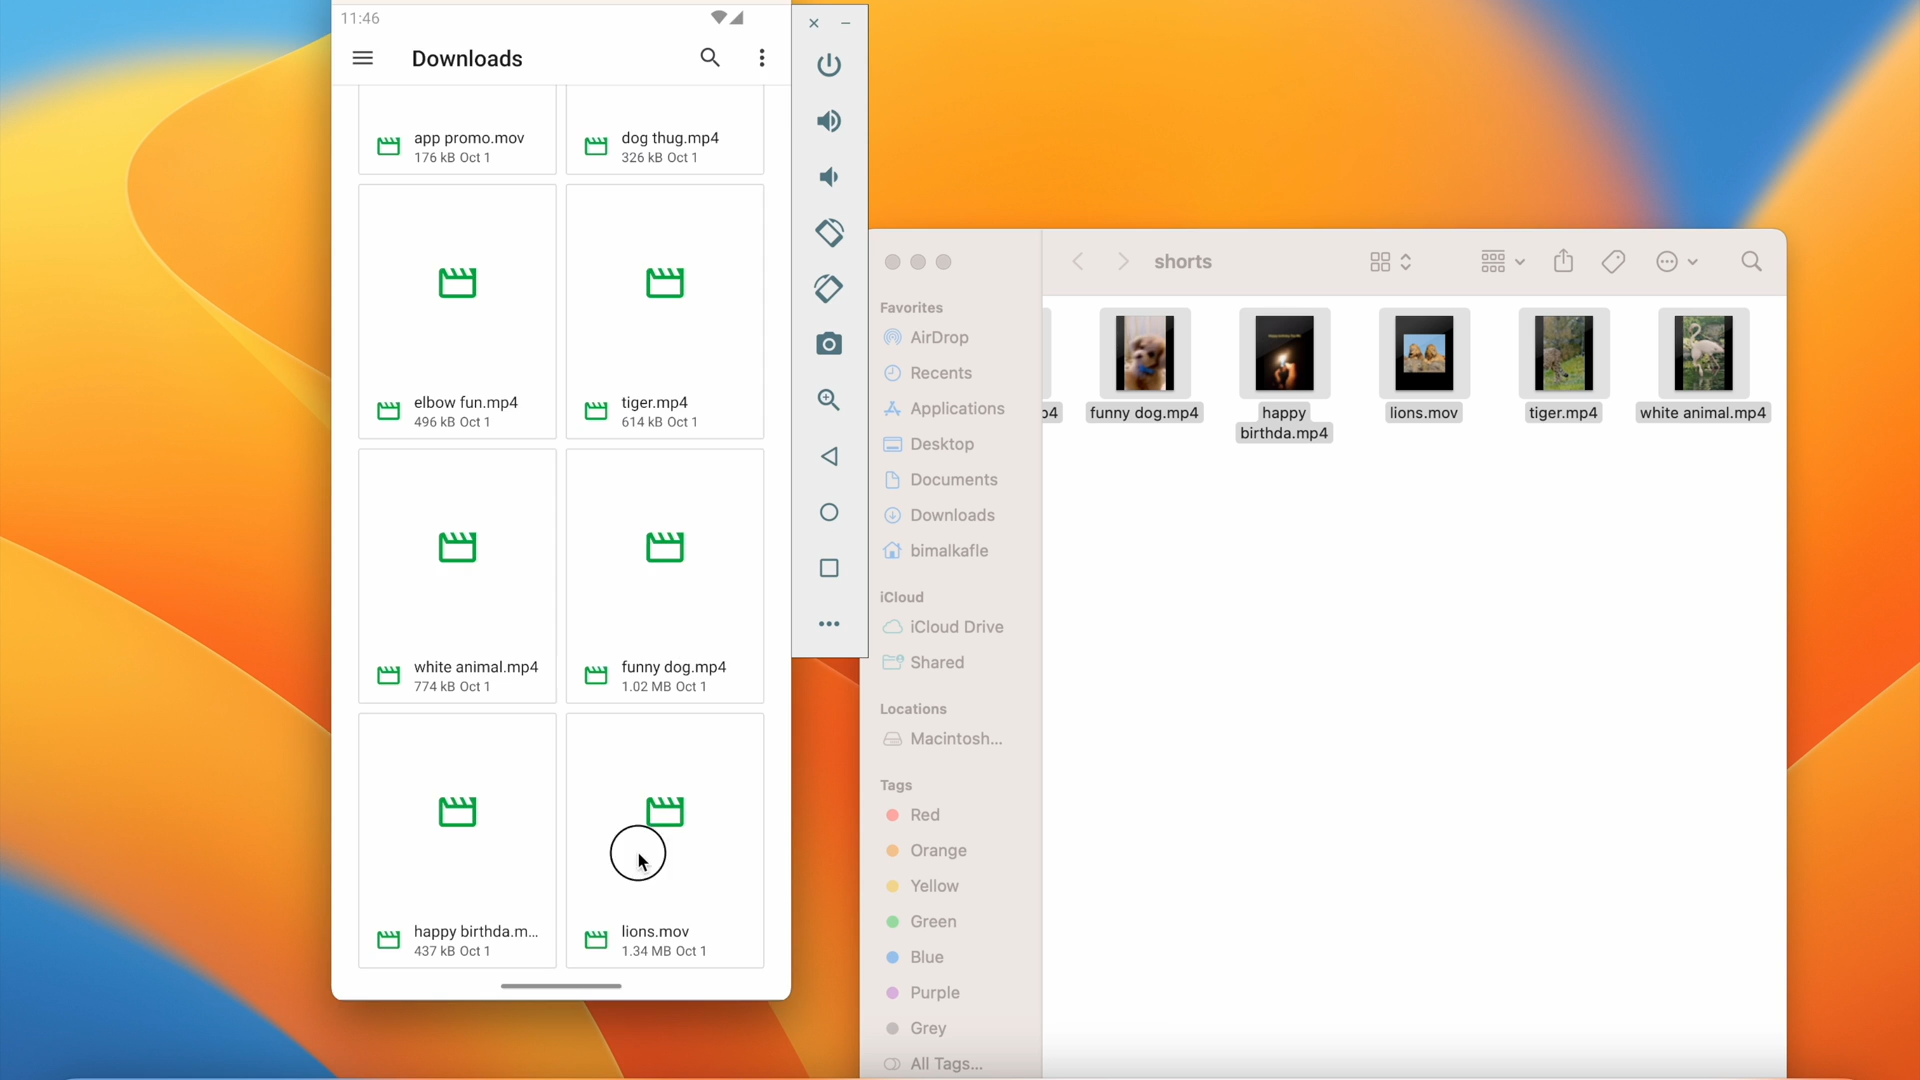 11:46
Downloads
app promo.mov
176 kB Oct 1
dog thug.mp4
326 kB Oct 1
elbow fun.mp4
496 kB Oct 1
tiger.mp4
614 kB Oct 1
white animal.mp4
774 kB Oct 1
funny dog.mp4
1.02 MB Oct 1
happy birthda.m...
437 kB Oct 1
lions.mov
1.34 MB Oct 1
shorts
Favorites
AirDrop
Recents
Applications
Desktop
Documents
Downloads
bimalkafle
iCloud
iCloud Drive
Shared
Locations
Macintosh...
Tags
Red
Orange
Yellow
Green
Blue
Purple
Grey
All Tags...
p4
funny dog.mp4
happy
birthda.mp4
lions.mov
tiger.mp4
white animal.mp4